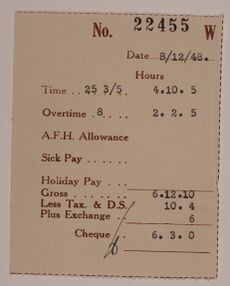 No. 22455 W
Date 8/12/48.
Hours
Time .. 25 3/5. 4.10. 5
Overtime .8... 2. 2. 5
A.F.H. Allowance
Sick Pay . . . . . .
Holiday Pay . . . .
Gross . . . . . . . 6.12.10
Less Tax. & D.S. 10. 4
Plus Exchange .. 6
Cheque .. 6. 3. 0